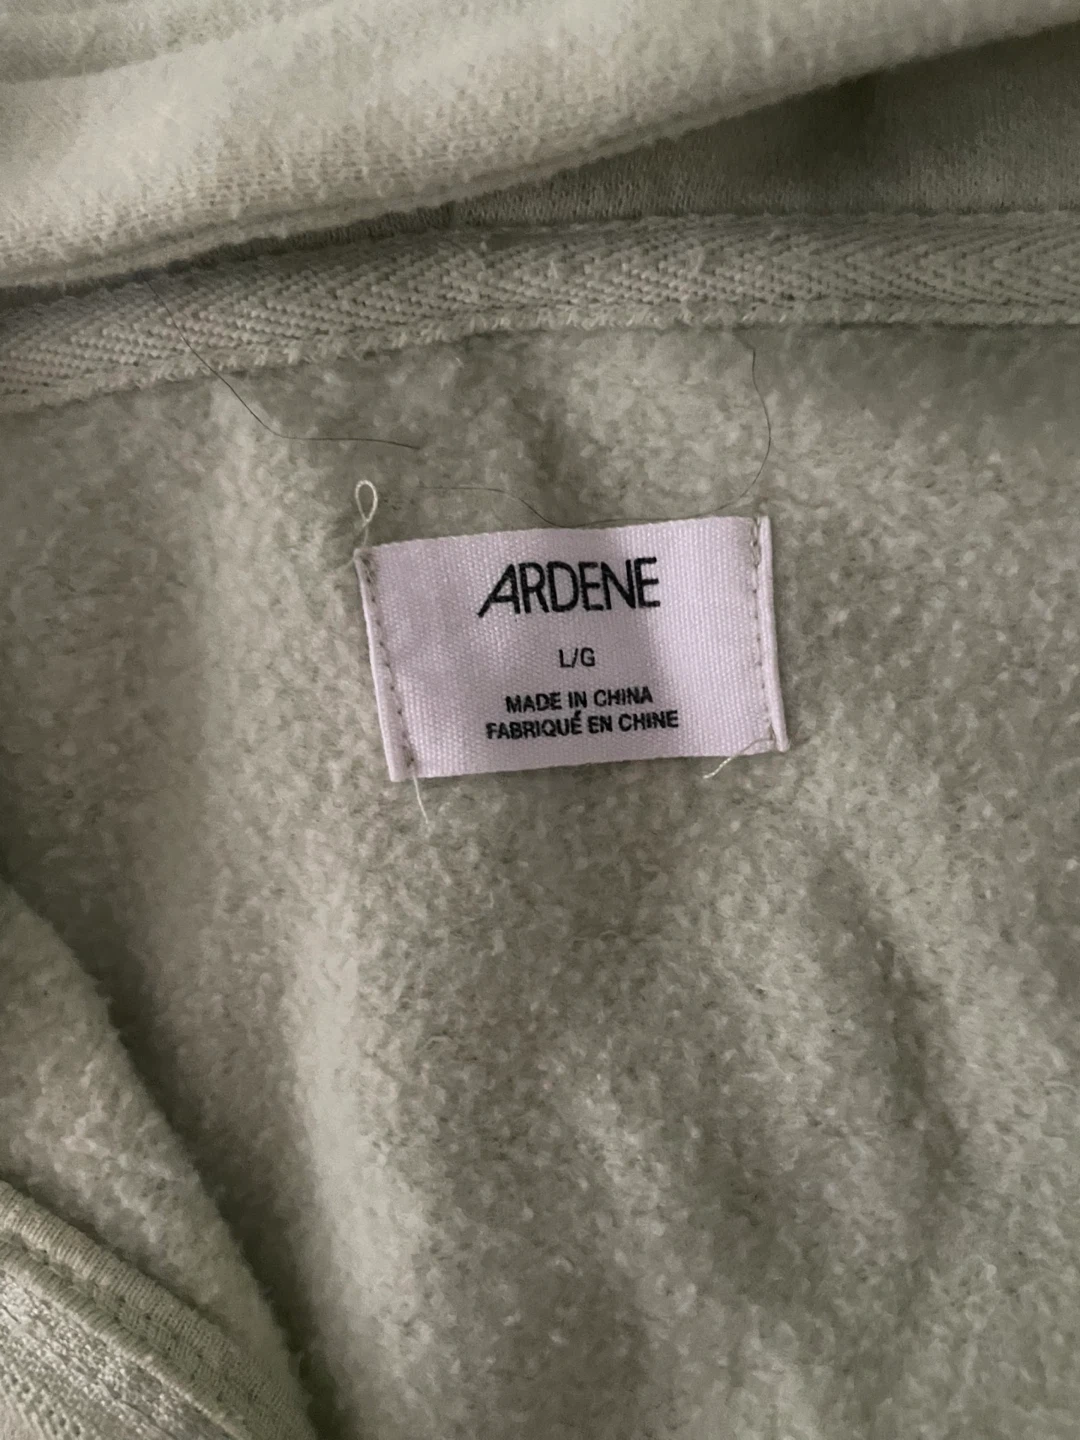 ARDENE
L/G
MADE IN CHINA
FABRIQUÉ EN CHINE